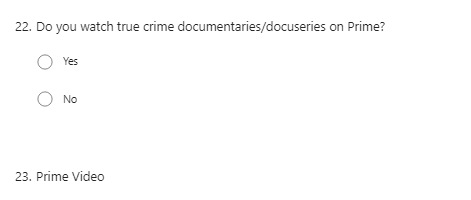 22. Do you watch true crime documentaries/docuseries on Prime?
Yes
No
23. Prime Video